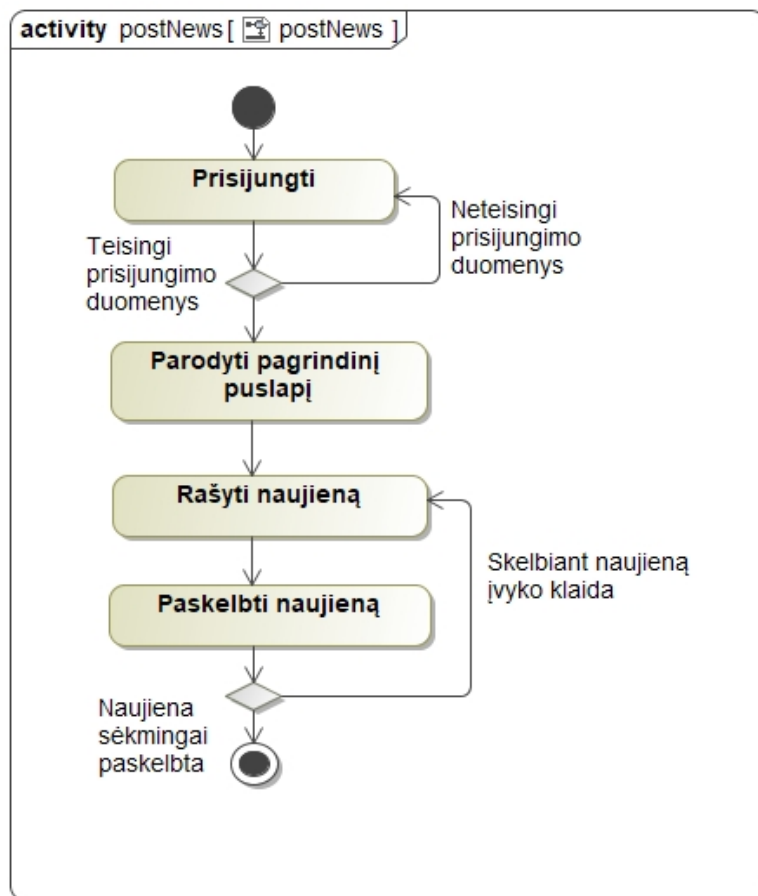 activity postNews [ postNews ]
Prisijungti
Neteisingi
prisijungimo
duomenys
Teisingi
prisijungimo
duomenys
Parodyti pagrindinį
puslapį
Rašyti naujieną
Skelbiant naujieną
įvyko klaida
Paskelbti naujieną
Naujiena
sėkmingai
paskelbta